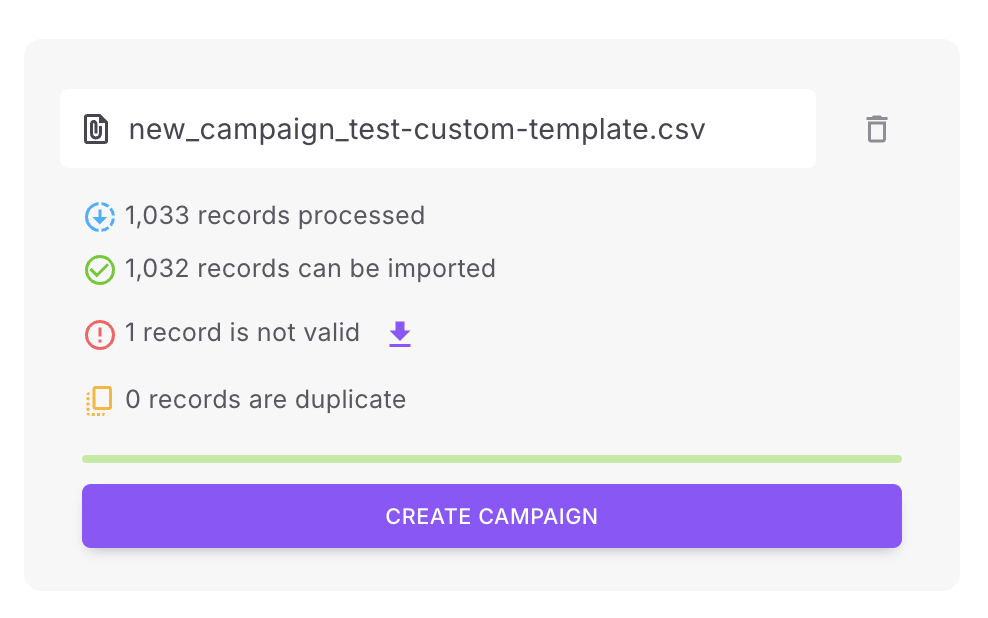 new_campaign_test-custom-template.csv
1,033 records processed
1,032 records can be imported
1 record is not valid
0 records are duplicate
CREATE CAMPAIGN